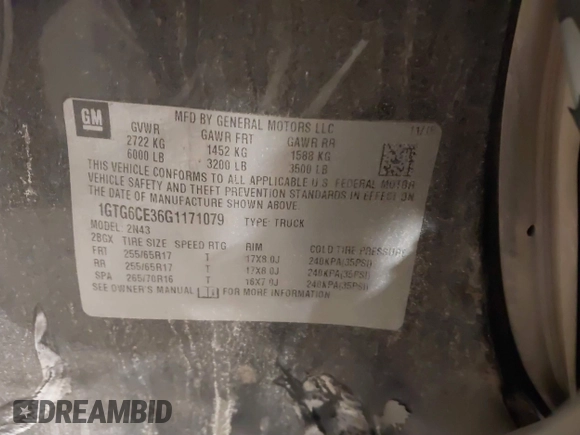 GM
MFD BY GENERAL MOTORS LLC
GVWR GAWR FRT GAWR RR
2722 KG 1452 KG 1588 KG
6000 LB 3200 LB 3500 LB
THIS VEHICLE CONFORMS TO ALL APPLICABLE U.S. FEDERAL MOTOR
VEHICLE SAFETY AND THEFT PREVENTION STANDARDS IN EFFECT ON
THE DATE OF MANUFACTURE SHOWN ABOVE.
1GTG6CE36G1171079 TYPE: TRUCK
MODEL: 2N43
2BGX TIRE SIZE SPEED RTG RIM COLD TIRE PRESSURE
FRT 255/65R17 T 17X8.0J 240KPA(35PSI)
RR 255/65R17 T 17X8.0J 240KPA(35PSI)
SPA 265/70R16 T 16X7.0J 240KPA(35PSI)
SEE OWNER'S MANUAL FOR MORE INFORMATION
DREAMBID